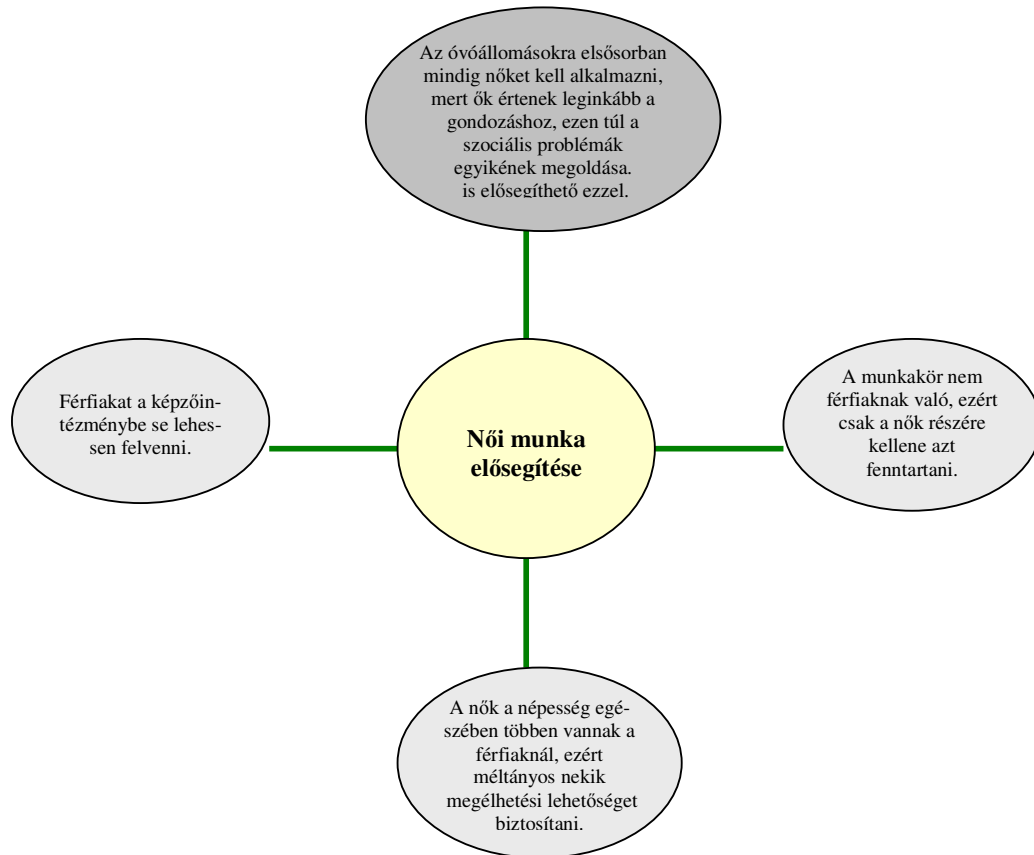 Az óvóállomásokra elsősorban
mindig nőket kell alkalmazni,
mert ők értenek leginkább a
gondozáshoz, ezen túl a
szociális problémák
egyikének megoldása.
is elősegíthető ezzel.
Férfiakat a képzőin-
tézménybe se lehes-
sen felvenni.
Női munka
elősegítése
A munkakör nem
férfiaknak való, ezért
csak a nők részére
kellene azt
fenntartani.
A nők a népesség egé-
szében többen vannak a
férfiaknál, ezért
méltányos nekik
megélhetési lehetőséget
biztosítani.